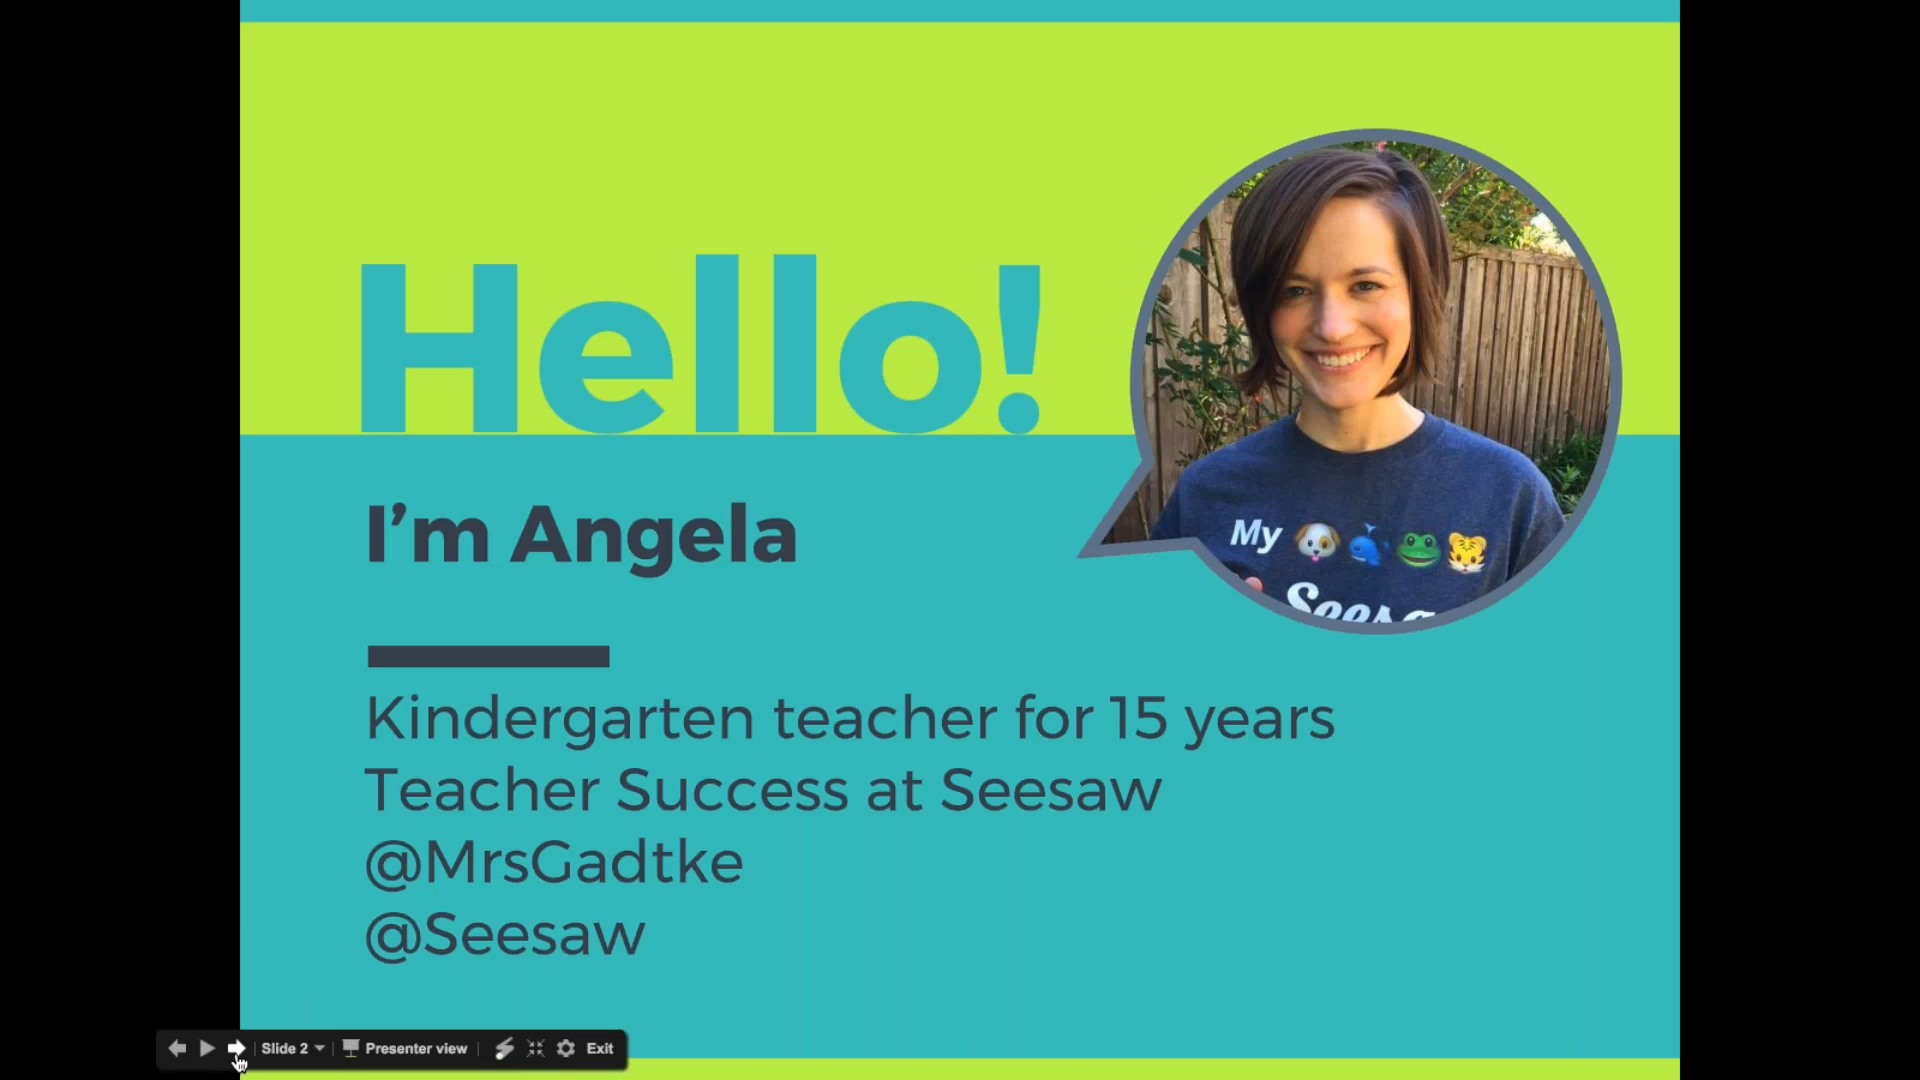 Hello!
I’m Angela
My
Kindergarten teacher for 15 years
Teacher Success at Seesaw
@MrsGadtke
@Seesaw
Slide 2
Presenter view
Exit